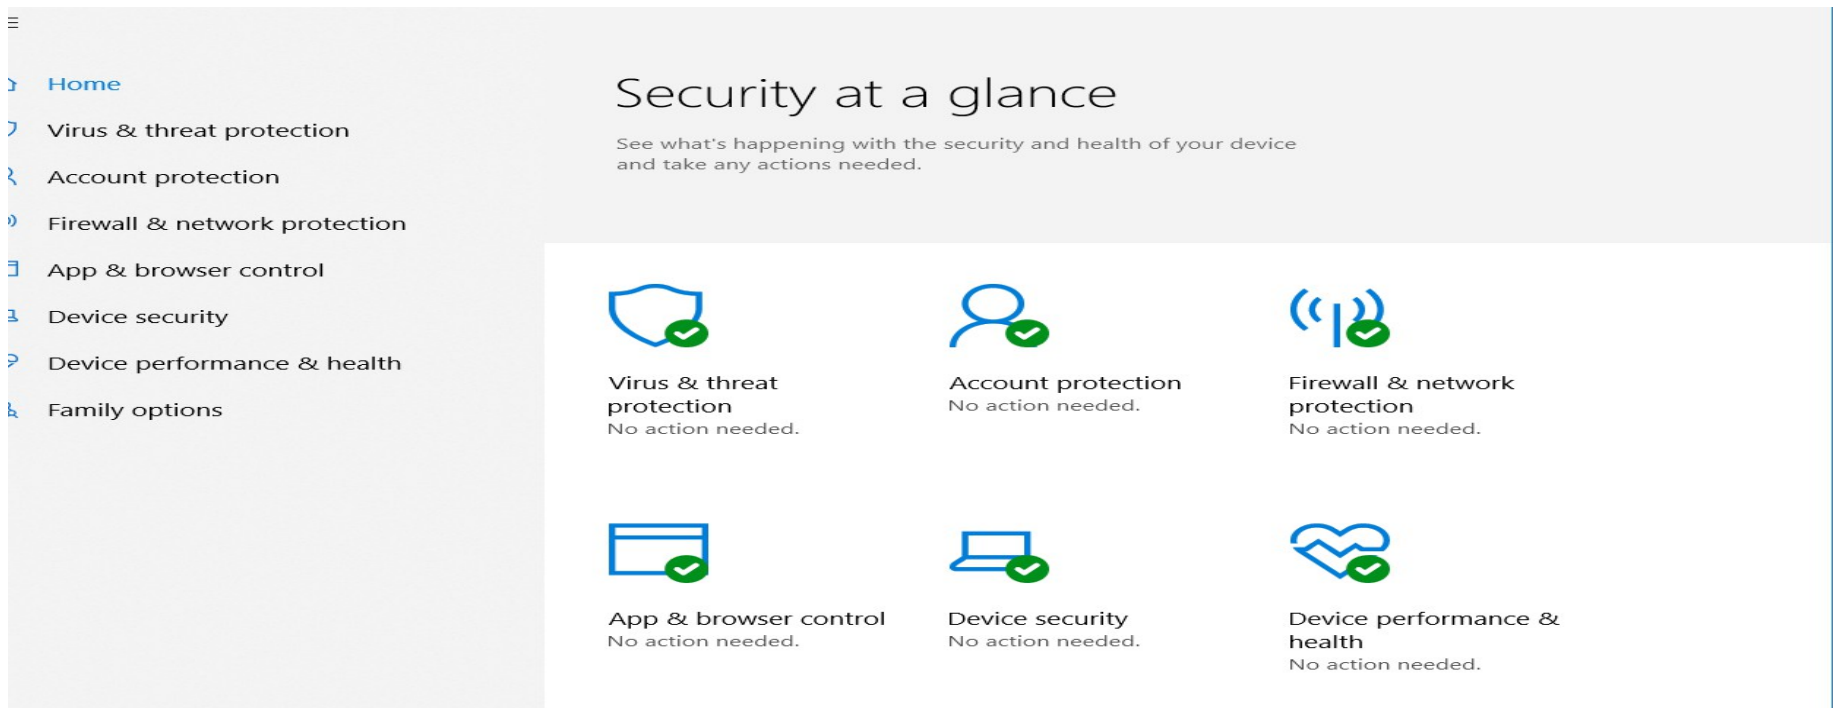 Home
Virus & threat protection
Account protection
Firewall & network protection
App & browser control
Device security
Device performance & health
Family options
Security at a glance
See what's happening with the security and health of your device
and take any actions needed.
Virus & threat
protection
No action needed.
Account protection
No action needed.
Firewall & network
protection
No action needed.
App & browser control
No action needed.
Device security
No action needed.
Device performance &
health
No action needed.